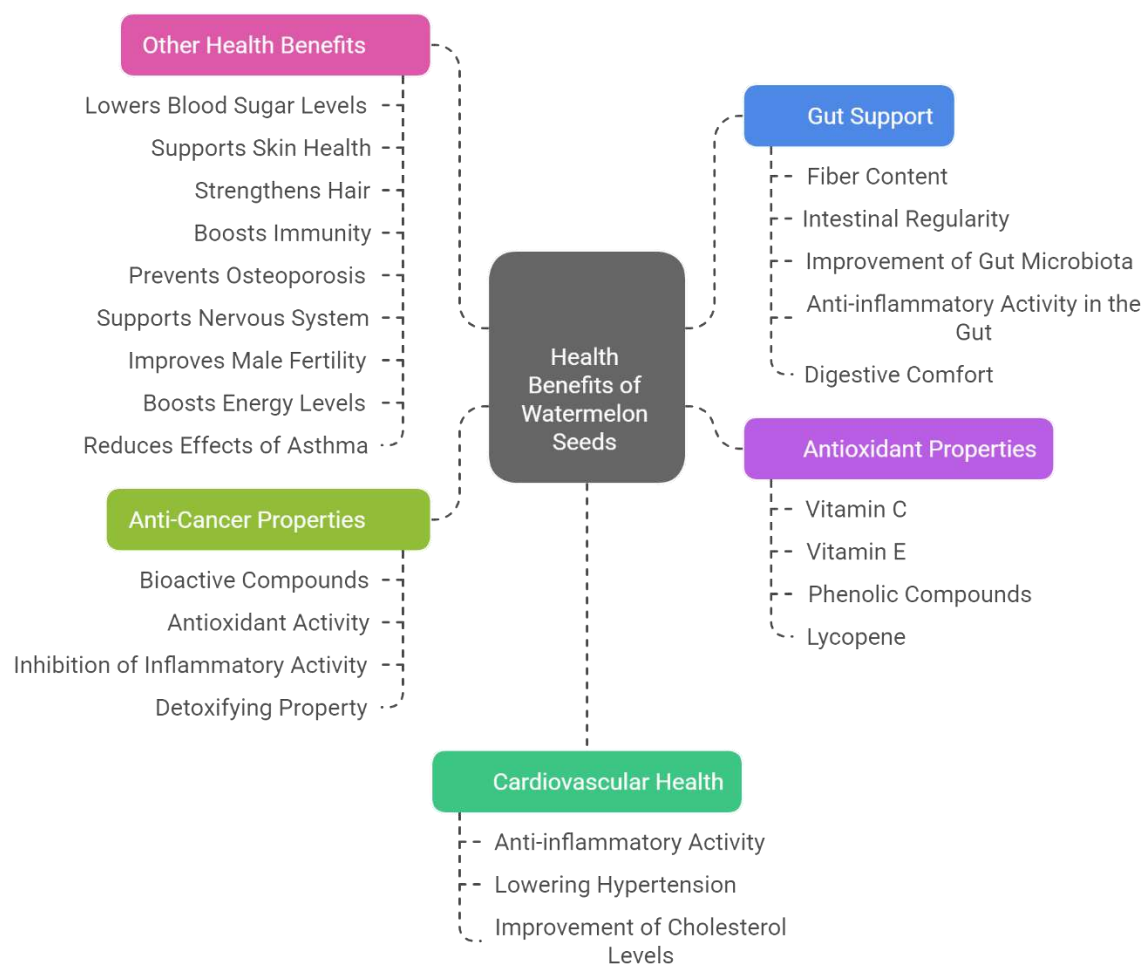 Other Health Benefits
Lowers Blood Sugar Levels
Supports Skin Health
Strengthens Hair
Boosts Immunity
Prevents Osteoporosis
Supports Nervous System
Improves Male Fertility
Boosts Energy Levels
Reduces Effects of Asthma
Anti-Cancer Properties
Bioactive Compounds
Antioxidant Activity
Inhibition of Inflammatory Activity
Detoxifying Property
Health
Benefits of
Watermelon
Seeds
Gut Support
Fiber Content
Intestinal Regularity
Improvement of Gut Microbiota
Anti-inflammatory Activity in the
Gut
Digestive Comfort
Antioxidant Properties
Vitamin C
Vitamin E
Phenolic Compounds
Lycopene
Cardiovascular Health
Anti-inflammatory Activity
Lowering Hypertension
Improvement of Cholesterol
Levels